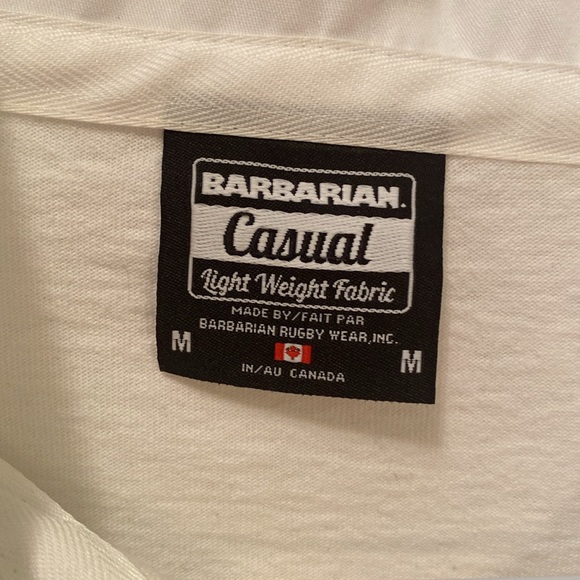 BARBARIAN.
Casual
Light Weight Fabric
MADE BY/FAIT PAR
BARBARIAN RUGBY WEAR,INC.
M M
IN/AU CANADA